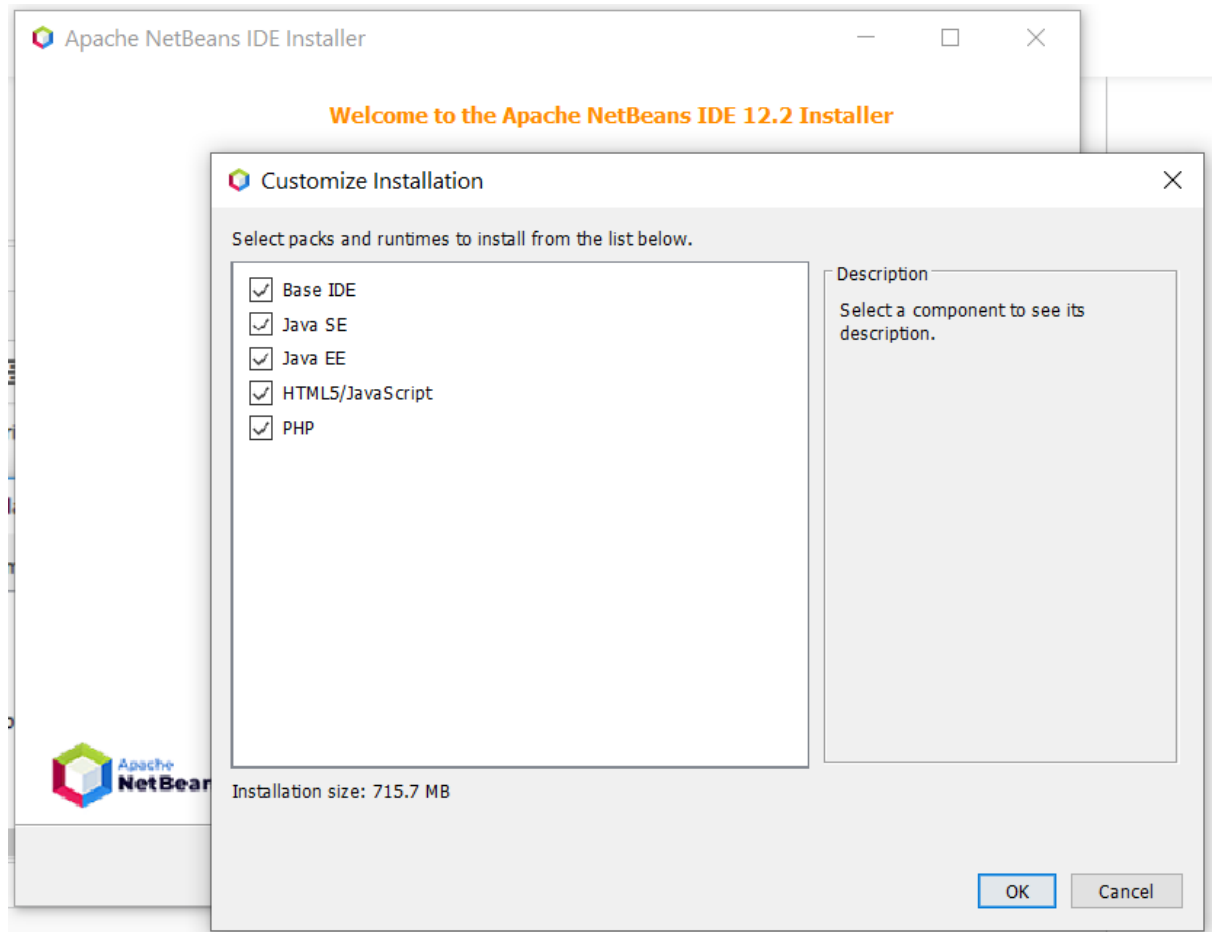 Apache NetBeans IDE Installer
Welcome to the Apache NetBeans IDE 12.2 Installer
Customize Installation
Select packs and runtimes to install from the list below.
Base IDE
Java SE
Java EE
HTML5/JavaScript
PHP
Description
Select a component to see its
description.
Apache
NetBean
Installation size: 715.7 MB
OK
Cancel